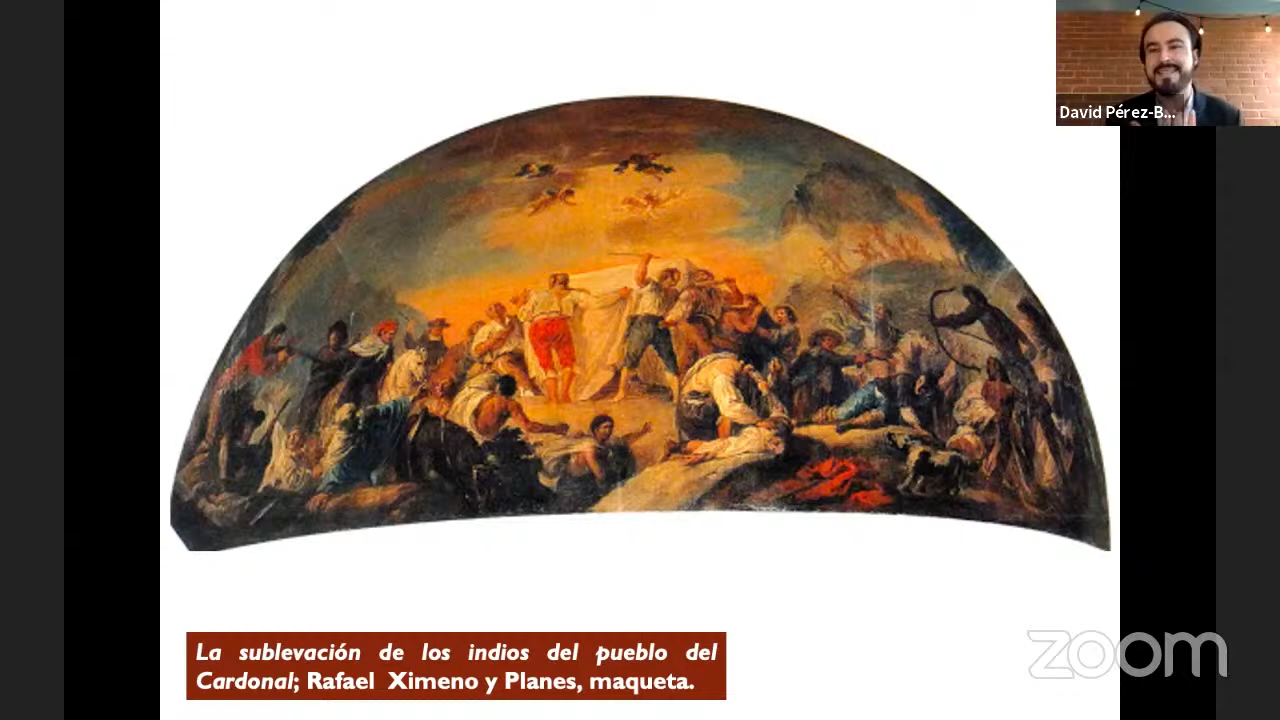 David Pérez-B...
La sublevación de los indios del pueblo del
Cardonal; Rafael Ximeno y Planes, maqueta.
zoom